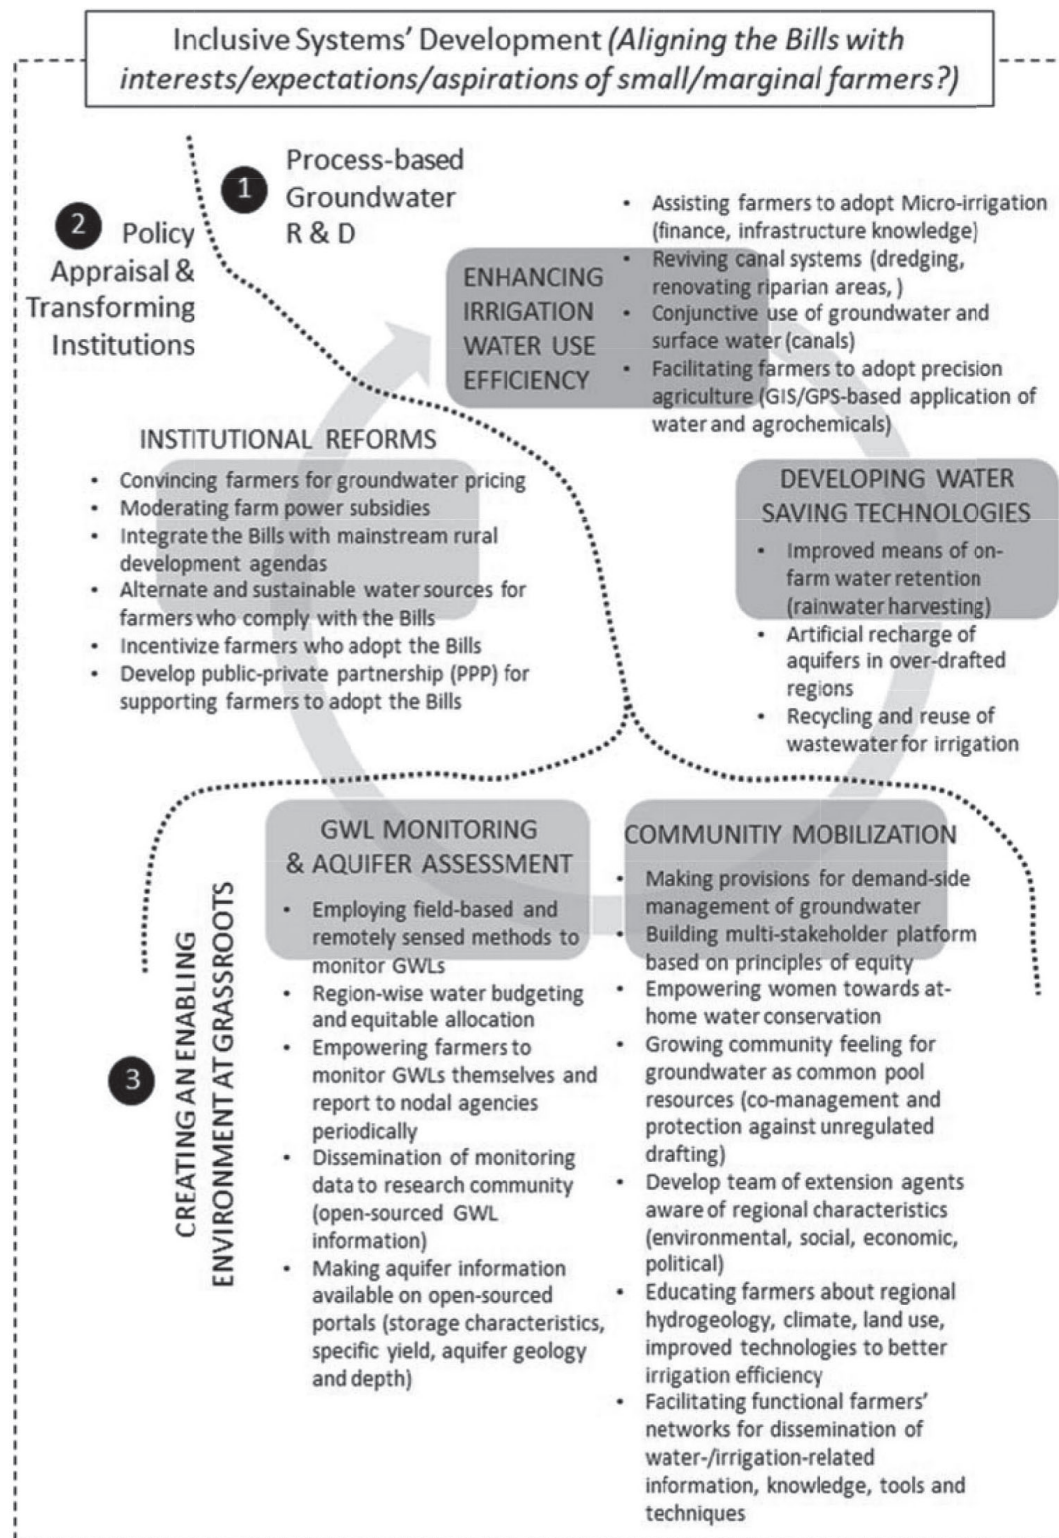 Inclusive Systems' Development (Aligning the Bills with
interests/expectations/aspirations of small/marginal farmers?)
1
Process-based
Groundwater
R & D
2
Policy
Appraisal &
Transforming
Institutions
ENHANCING
IRRIGATION
WATER USE
EFFICIENCY
• Assisting farmers to adopt Micro-irrigation
(finance, infrastructure knowledge)
• Reviving canal systems (dredging,
renovating riparian areas, )
• Conjunctive use of groundwater and
surface water (canals)
• Facilitating farmers to adopt precision
agriculture (GIS/GPS-based application of
water and agrochemicals)
INSTITUTIONAL REFORMS
• Convincing farmers for groundwater pricing
• Moderating farm power subsidies
• Integrate the Bills with mainstream rural
development agendas
• Alternate and sustainable water sources for
farmers who comply with the Bills
• Incentivize farmers who adopt the Bills
• Develop public-private partnership (PPP) for
supporting farmers to adopt the Bills
DEVELOPING WATER
SAVING TECHNOLOGIES
• Improved means of on-
farm water retention
(rainwater harvesting)
• Artificial recharge of
aquifers in over-drafted
regions
• Recycling and reuse of
wastewater for irrigation
3
CREATING AN ENABLING
ENVIRONMENT AT GRASSROOTS
GWL MONITORING
& AQUIFER ASSESSMENT
• Employing field-based and
remotely sensed methods to
monitor GWLs
• Region-wise water budgeting
and equitable allocation
• Empowering farmers to
monitor GWLs themselves and
report to nodal agencies
periodically
• Dissemination of monitoring
data to research community
(open-sourced GWL
information)
• Making aquifer information
available on open-sourced
portals (storage characteristics,
specific yield, aquifer geology
and depth)
COMMUNITIY MOBILIZATION
• Making provisions for demand-side
management of groundwater
• Building multi-stakeholder platform
based on principles of equity
• Empowering women towards at-
home water conservation
• Growing community feeling for
groundwater as common pool
resources (co-management and
protection against unregulated
drafting)
• Develop team of extension agents
aware of regional characteristics
(environmental, social, economic,
political)
• Educating farmers about regional
hydrogeology, climate, land use,
improved technologies to better
irrigation efficiency
• Facilitating functional farmers'
networks for dissemination of
water-/irrigation-related
information, knowledge, tools and
techniques